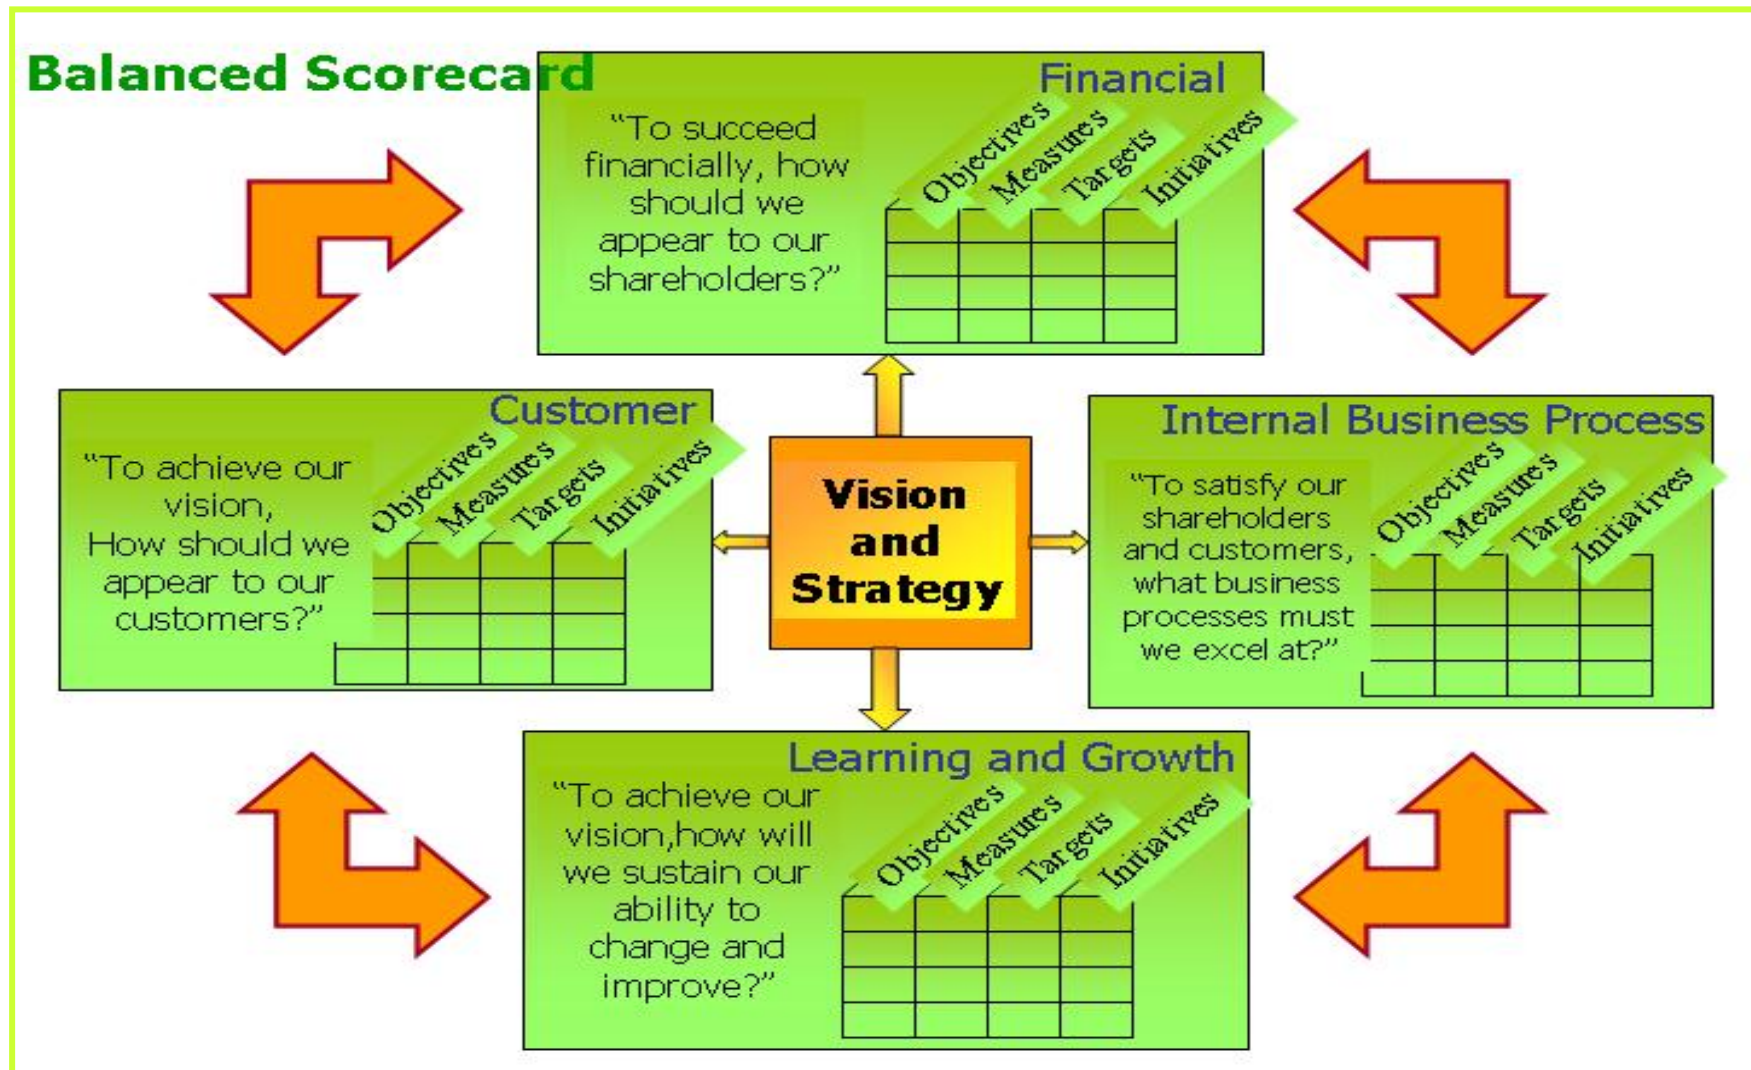 Balanced Scorecard
Financial
“To succeed
financially, how
should we
appear to our
shareholders?”
Objectives
Measures
Targets
Initiatives
Customer
“To achieve our
vision,
How should we
appear to our
customers?”
Objectives
Measures
Targets
Initiatives
Vision
and
Strategy
Internal Business Process
“To satisfy our
shareholders
and customers,
what business
processes must
we excel at?”
Objectives
Measures
Targets
Initiatives
Learning and Growth
“To achieve our
vision,how will
we sustain our
ability to
change and
improve?”
Objectives
Measures
Targets
Initiatives